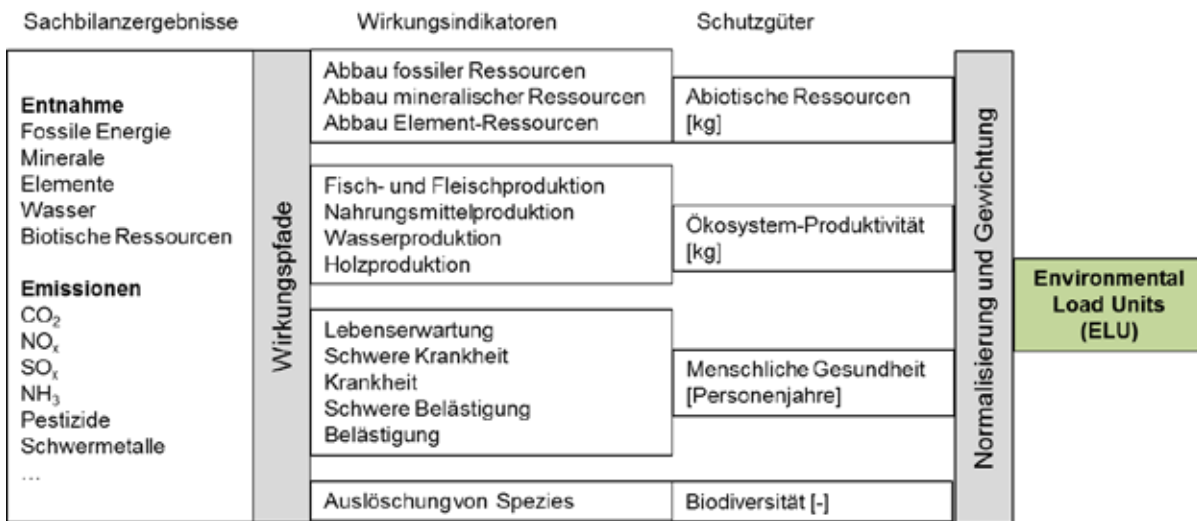 Sachbilanzergebnisse
Wirkungsindikatoren
Schutzgüter
Entnahme
Fossile Energie
Minerale
Elemente
Wasser
Biotische Ressourcen
Emissionen
CO₂
NOₓ
SOₓ
NH₃
Pestizide
Schwermetalle
…
Wirkungspfade
Abbau fossiler Ressourcen
Abbau mineralischer Ressourcen
Abbau Element-Ressourcen
Fisch- und Fleischproduktion
Nahrungsmittelproduktion
Wasserproduktion
Holzproduktion
Lebenserwartung
Schwere Krankheit
Krankheit
Schwere Belästigung
Belästigung
Auslöschung von Spezies
Abiotische Ressourcen
[kg]
Ökosystem-Produktivität
[kg]
Menschliche Gesundheit
[Personenjahre]
Biodiversität [-]
Normalisierung und Gewichtung
Environmental
Load Units
(ELU)